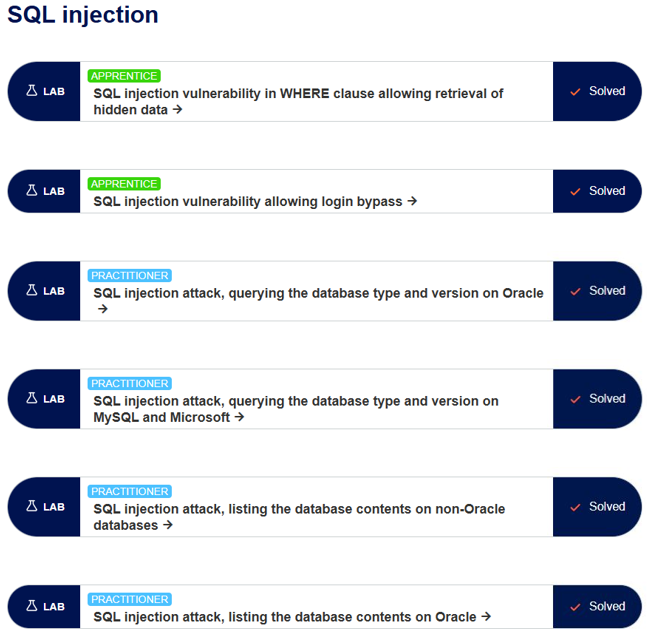 SQL injection
LAB
APPRENTICE
SQL injection vulnerability in WHERE clause allowing retrieval of
hidden data →
Solved
LAB
APPRENTICE
SQL injection vulnerability allowing login bypass →
Solved
LAB
PRACTITIONER
SQL injection attack, querying the database type and version on Oracle
→
Solved
LAB
PRACTITIONER
SQL injection attack, querying the database type and version on
MySQL and Microsoft →
Solved
LAB
PRACTITIONER
SQL injection attack, listing the database contents on non-Oracle
databases →
Solved
LAB
PRACTITIONER
SQL injection attack, listing the database contents on Oracle →
Solved